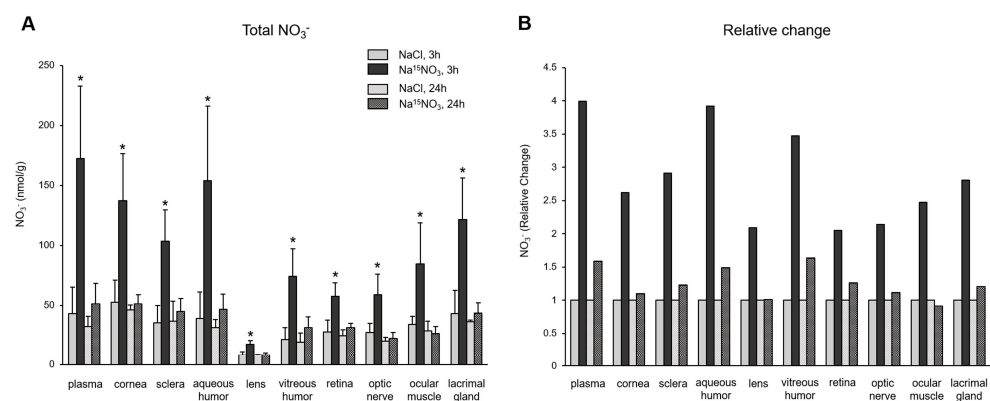 A
Total NO₃⁻
NaCl, 3h
Na¹⁵NO₃, 3h
NaCl, 24h
Na¹⁵NO₃, 24h
NO₃⁻ (nmol/g)
250
200
150
100
50
0
* * * * * * * * * *
plasma cornea sclera aqueous humor lens vitreous humor retina optic nerve ocular muscle lacrimal gland
B
Relative change
NO₃⁻ (Relative Change)
4.5
4
3.5
3
2.5
2
1.5
1
0.5
0
plasma cornea sclera aqueous humor lens vitreous humor retina optic nerve ocular muscle lacrimal gland